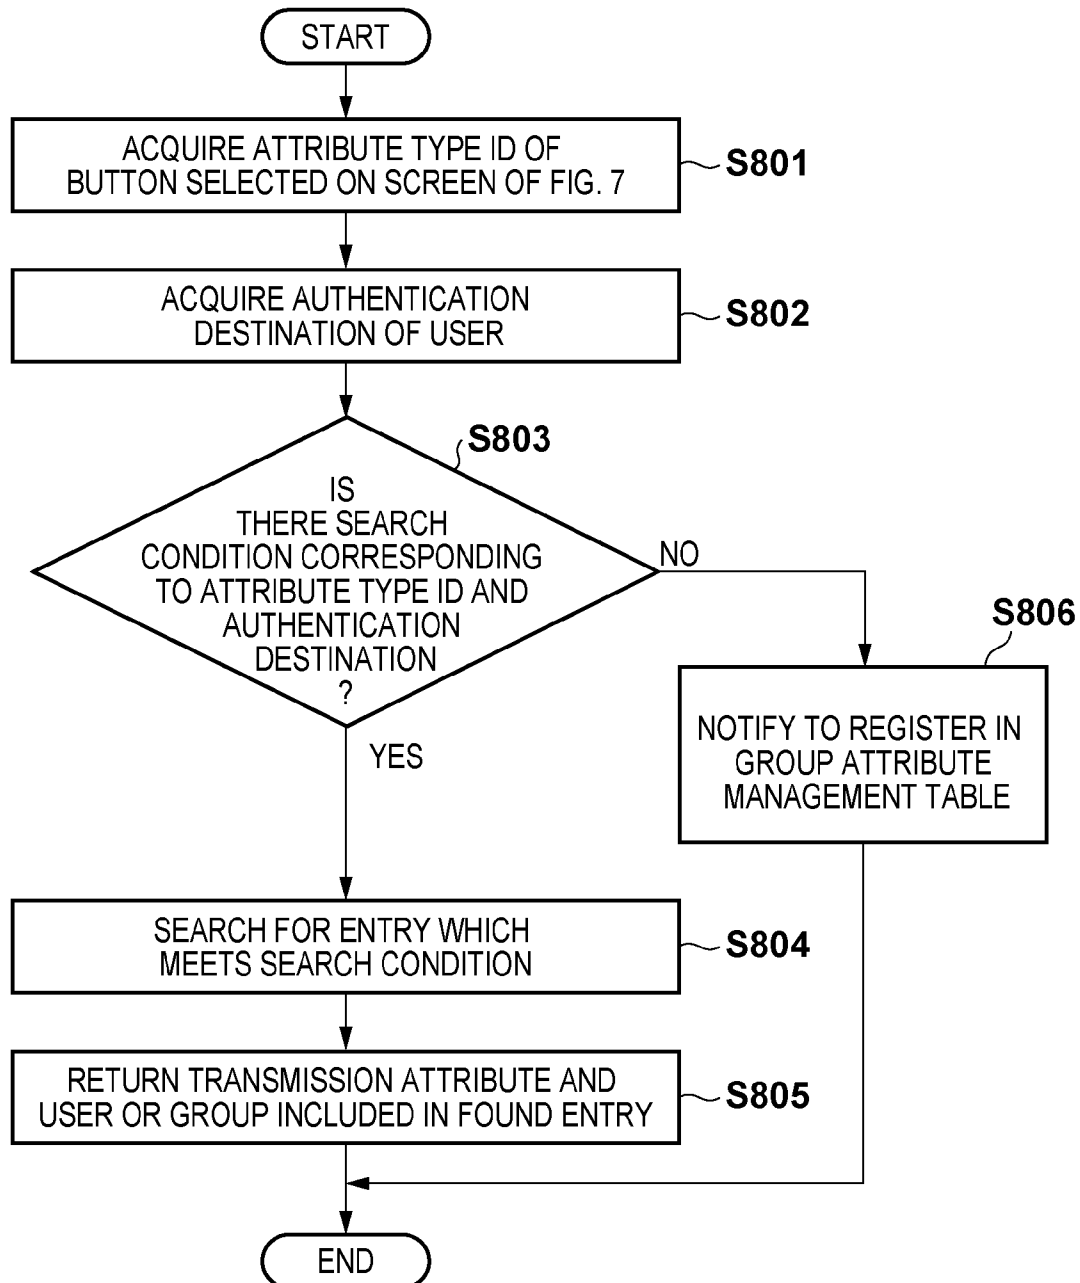 START
ACQUIRE ATTRIBUTE TYPE ID OF
BUTTON SELECTED ON SCREEN OF FIG. 7
S801
ACQUIRE AUTHENTICATION
DESTINATION OF USER
S802
S803
IS
THERE SEARCH
CONDITION CORRESPONDING
TO ATTRIBUTE TYPE ID AND
AUTHENTICATION
DESTINATION
?
NO
YES
S806
NOTIFY TO REGISTER IN
GROUP ATTRIBUTE
MANAGEMENT TABLE
SEARCH FOR ENTRY WHICH
MEETS SEARCH CONDITION
S804
RETURN TRANSMISSION ATTRIBUTE AND
USER OR GROUP INCLUDED IN FOUND ENTRY
S805
END